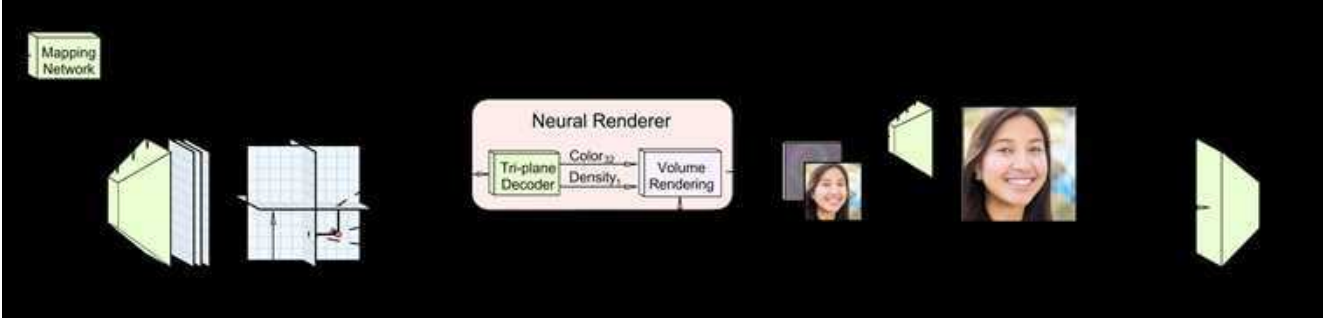 Mapping
Network
Neural Renderer
Tri-plane
Decoder
Color32
Density1
Volume
Rendering